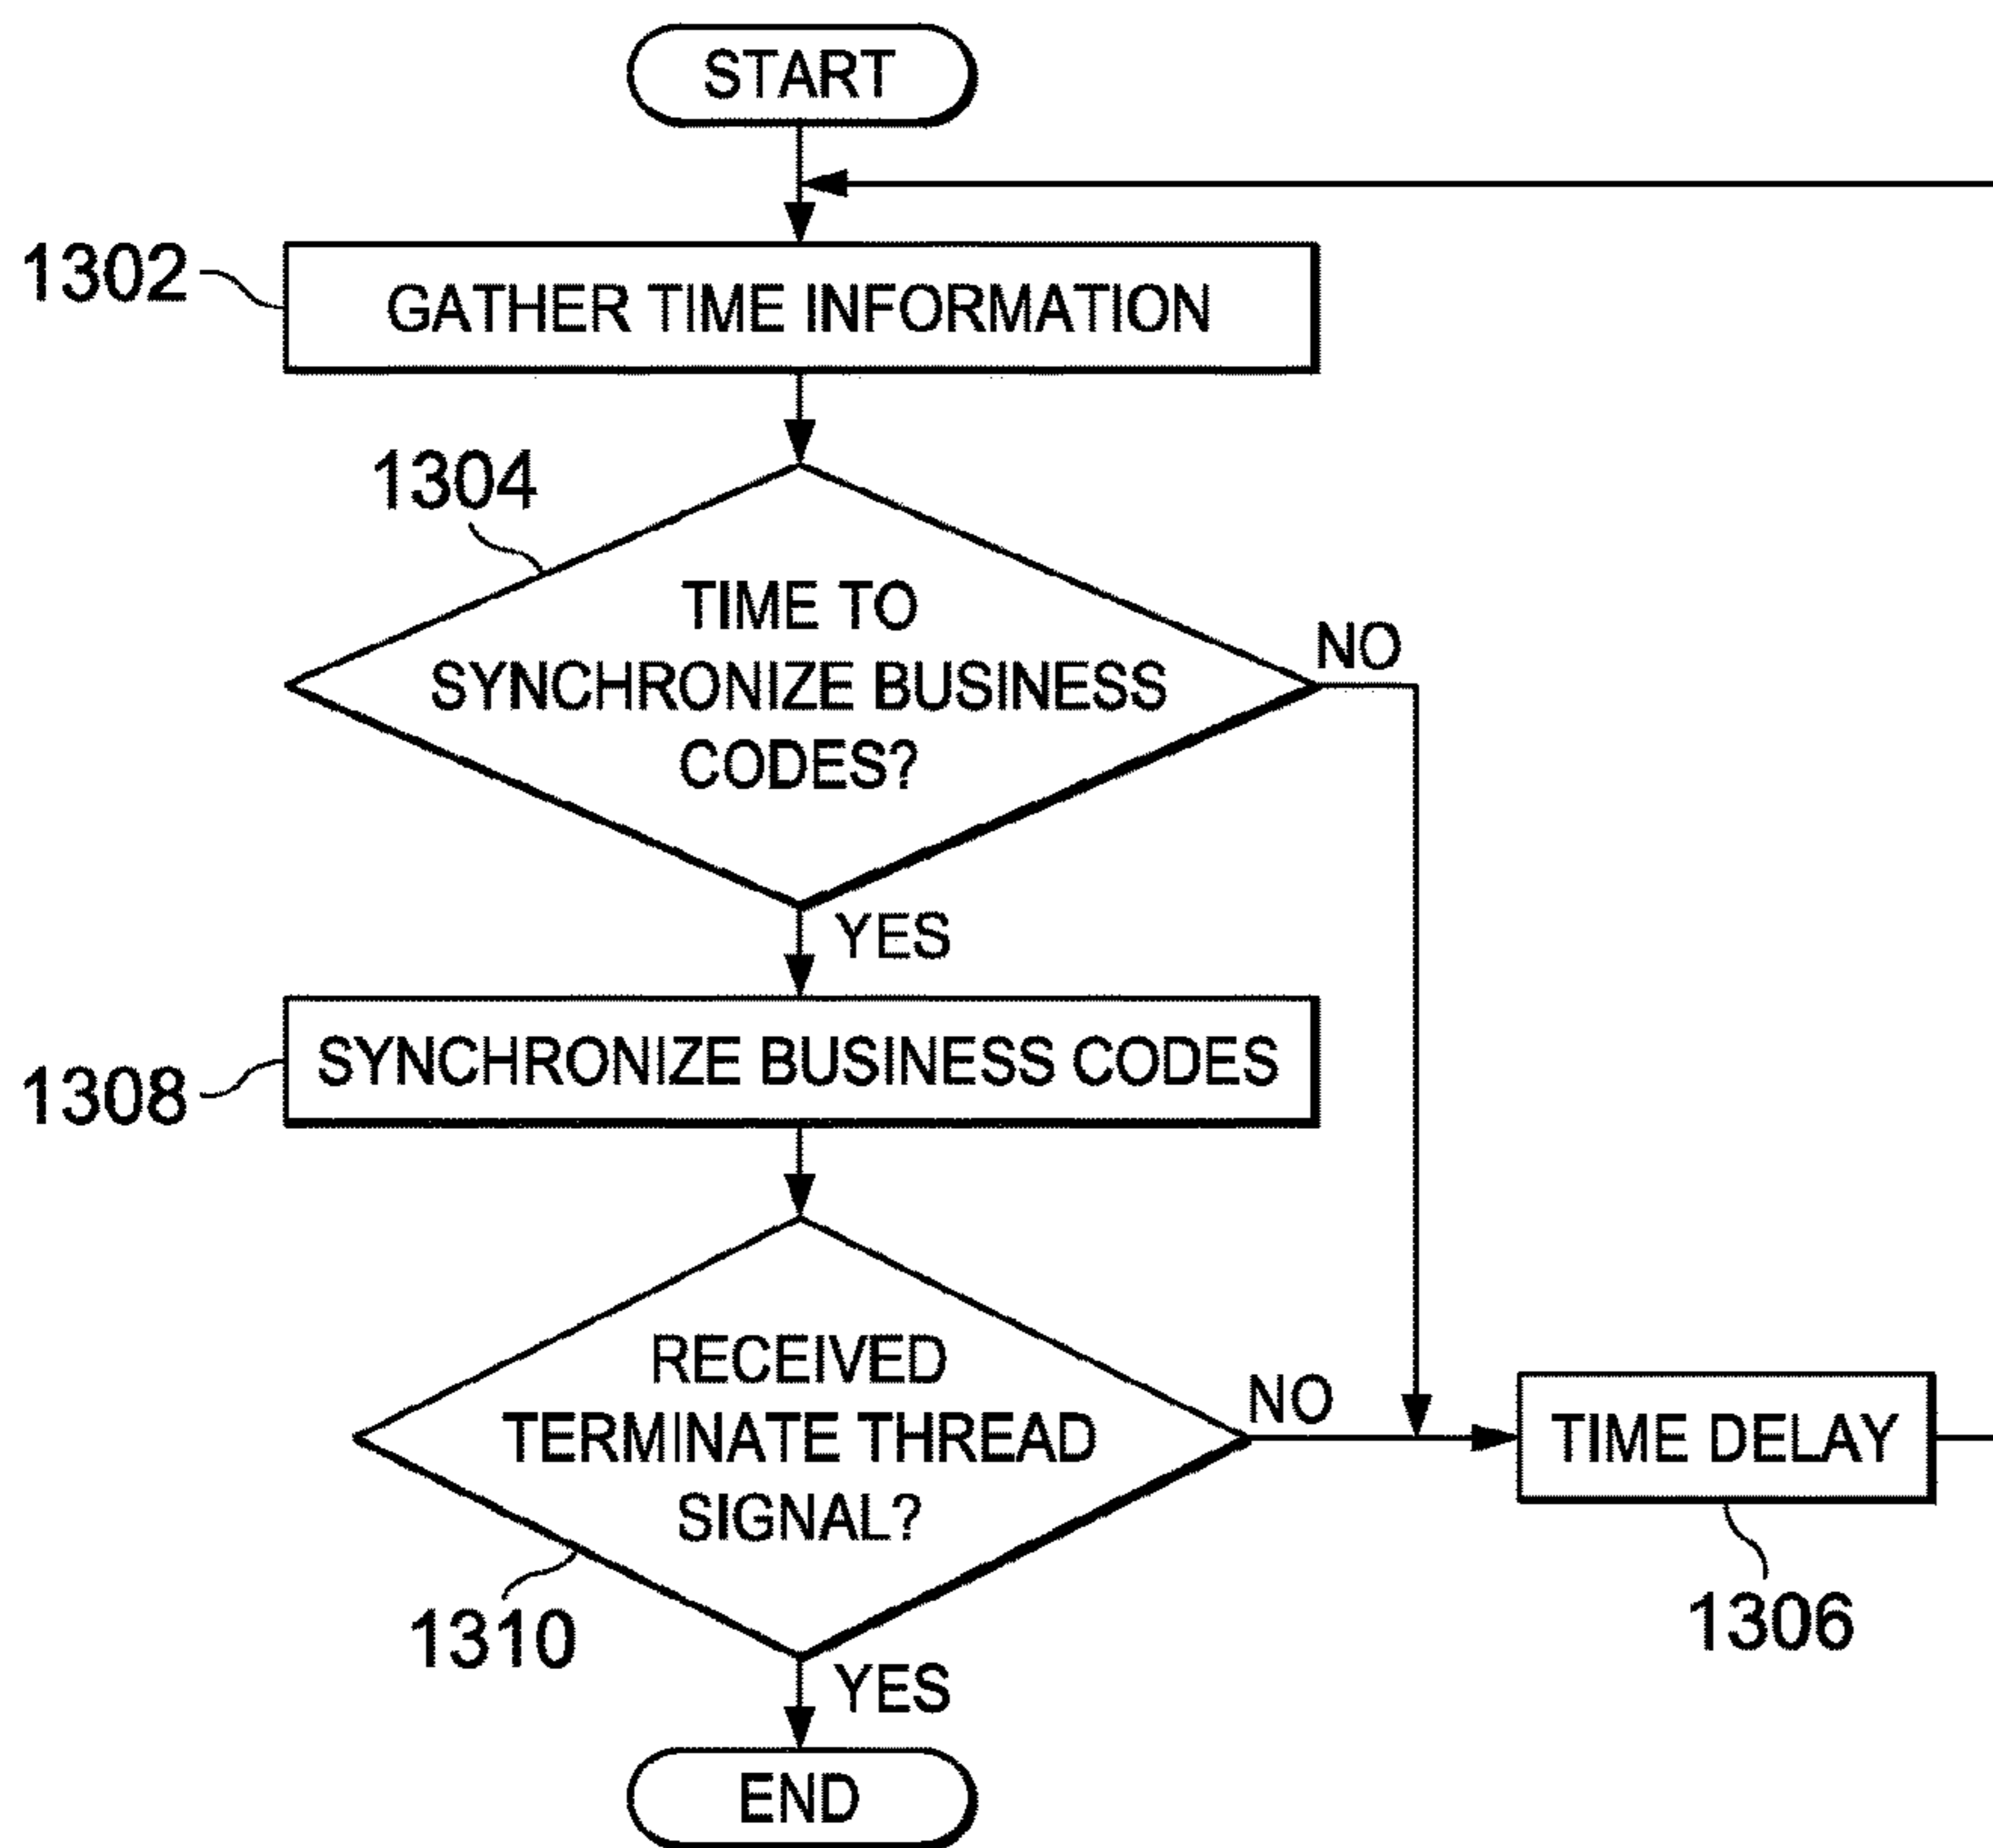 START
1302
GATHER TIME INFORMATION
1304
TIME TO
SYNCHRONIZE BUSINESS
CODES?
NO
YES
1308
SYNCHRONIZE BUSINESS CODES
RECEIVED
TERMINATE THREAD
SIGNAL?
NO
TIME DELAY
1310
1306
YES
END